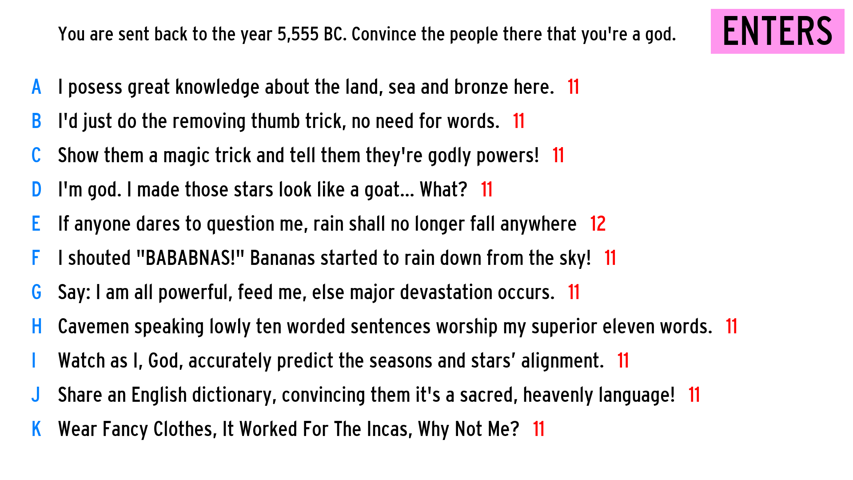 You are sent back to the year 5,555 BC. Convince the people there that you're a god.
ENTERS
A I posess great knowledge about the land, sea and bronze here. 11
B I'd just do the removing thumb trick, no need for words. 11
C Show them a magic trick and tell them they're godly powers! 11
D I'm god. I made those stars look like a goat... What? 11
E If anyone dares to question me, rain shall no longer fall anywhere 12
F I shouted "BABABNAS!" Bananas started to rain down from the sky! 11
G Say: I am all powerful, feed me, else major devastation occurs. 11
H Cavemen speaking lowly ten worded sentences worship my superior eleven words. 11
I Watch as I, God, accurately predict the seasons and stars’ alignment. 11
J Share an English dictionary, convincing them it's a sacred, heavenly language! 11
K Wear Fancy Clothes, It Worked For The Incas, Why Not Me? 11